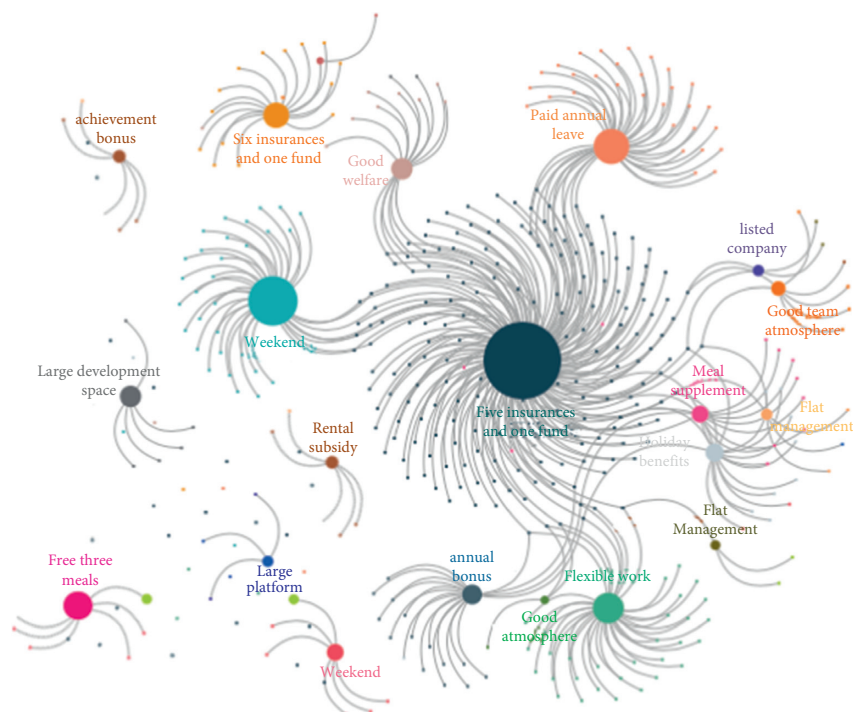 achievement
bonus
Six insurances
and one fund
Good
welfare
Paid annual
leave
listed
company
Good team
atmosphere
Weekend
Large development
space
Five insurances
and one fund
Meal
supplement
Flat
management
Holiday
benefits
Rental
subsidy
Flat
Management
Free three
meals
Large
platform
annual
bonus
Flexible work
Good
atmosphere
Weekend